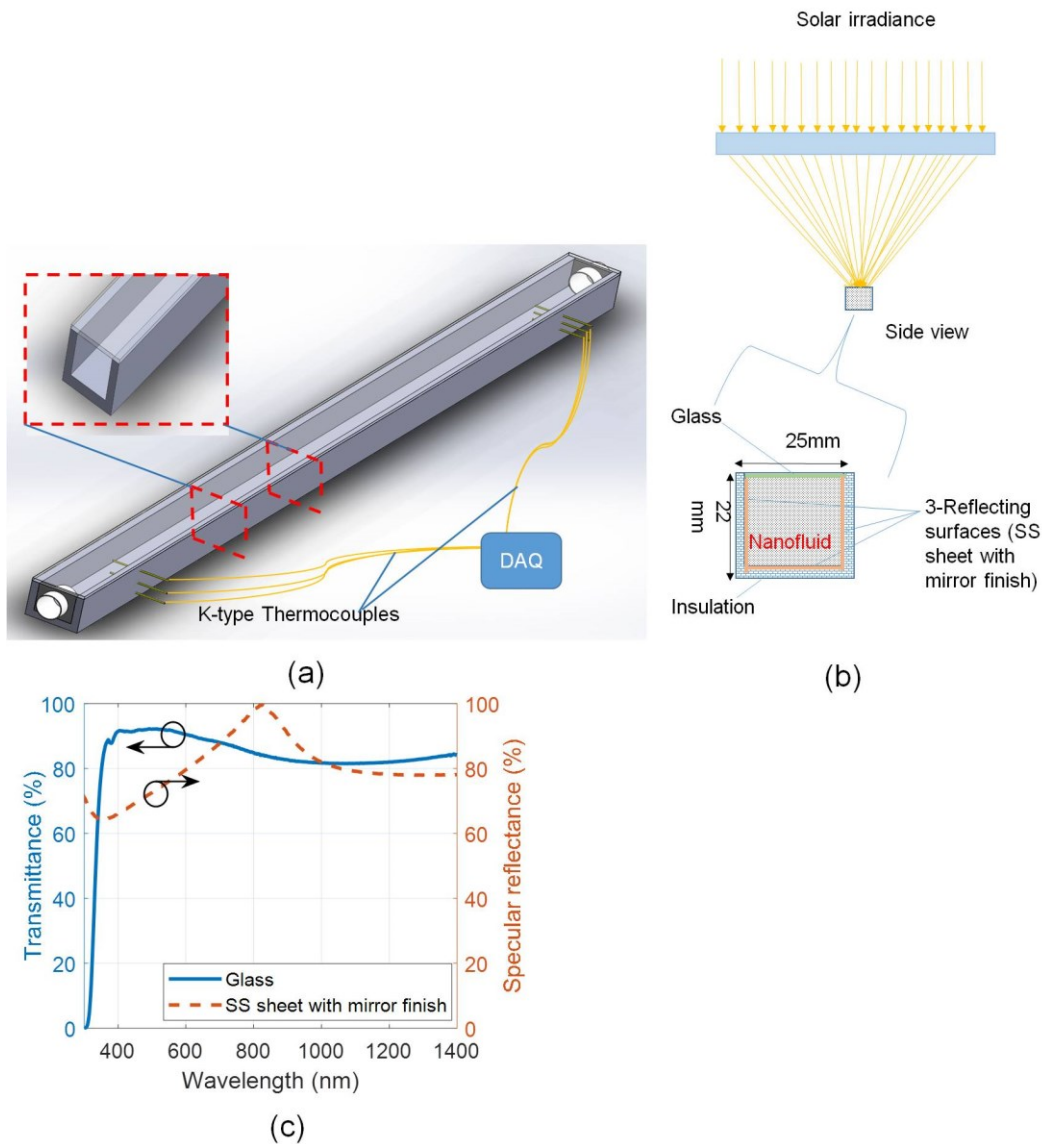 Solar irradiance
Side view
Glass
25mm
22
mm
Nanofluid
3-Reflecting
surfaces (SS
sheet with
mirror finish)
Insulation
DAQ
K-type Thermocouples
(a)
(b)
100
80
60
40
20
0
Transmittance (%)
100
80
60
40
20
0
Specular reflectance (%)
Glass
SS sheet with mirror finish
400 600 800 1000 1200 1400
Wavelength (nm)
(c)